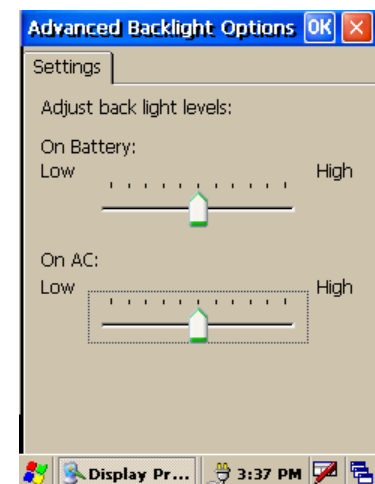 Advanced Backlight Options OK
Settings
Adjust back light levels:
On Battery:
Low High
On AC:
Low High
Display Pr... 3:37 PM